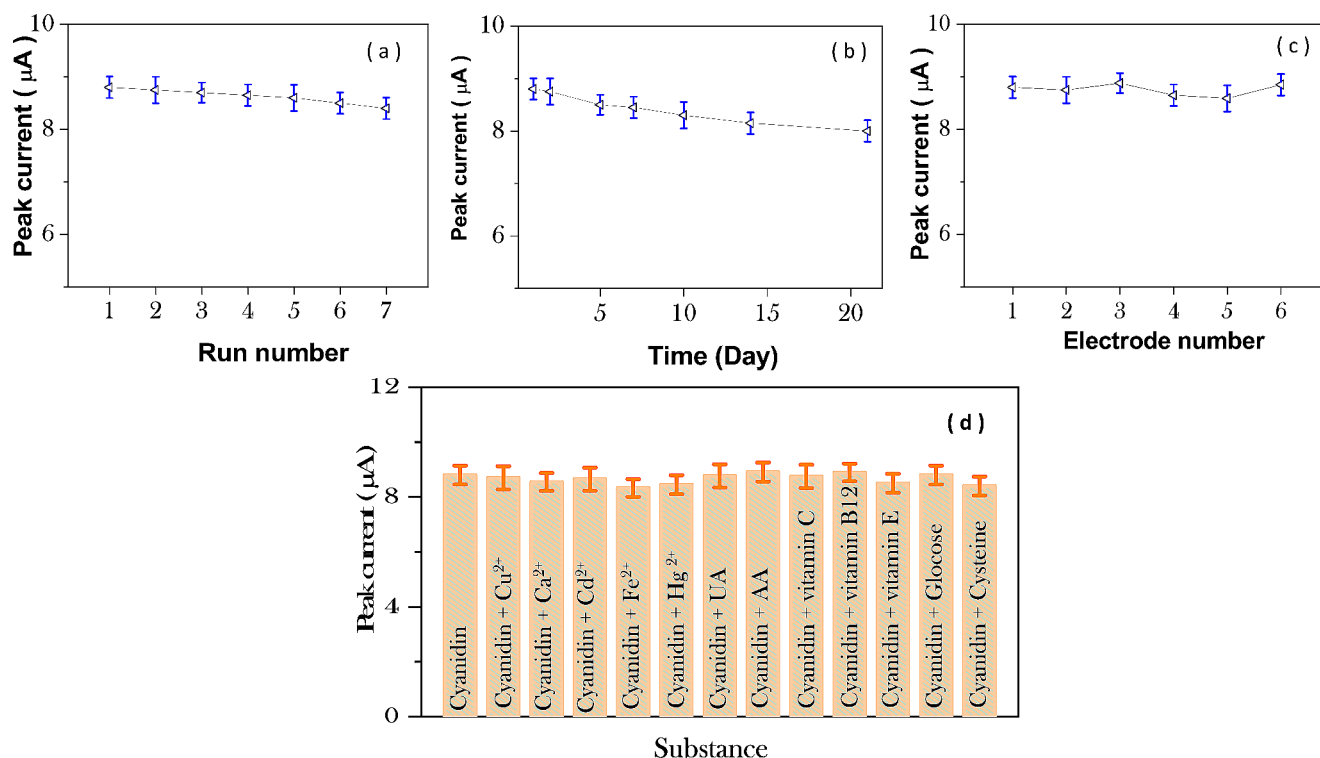 10
8
6
Peak current ( μA)
( a )
1 2 3 4 5 6 7
Run number
10
8
6
Peak current ( μA)
( b )
5 10 15 20
Time (Day)
10
8
6
Peak current ( μA)
( c )
1 2 3 4 5 6
Electrode number
12
8
4
0
Peak current ( μA)
( d )
Cyanidin
Cyanidin + Cu2+
Cyanidin + Ca2+
Cyanidin + Cd2+
Cyanidin + Fe2+
Cyanidin + Hg 2+
Cyanidin + UA
Cyanidin + AA
Cyanidin + vitamin C
Cyanidin + vitamin B12
Cyanidin + vitamin E
Cyanidin + Glocose
Cyanidin + Cysteine
Substance